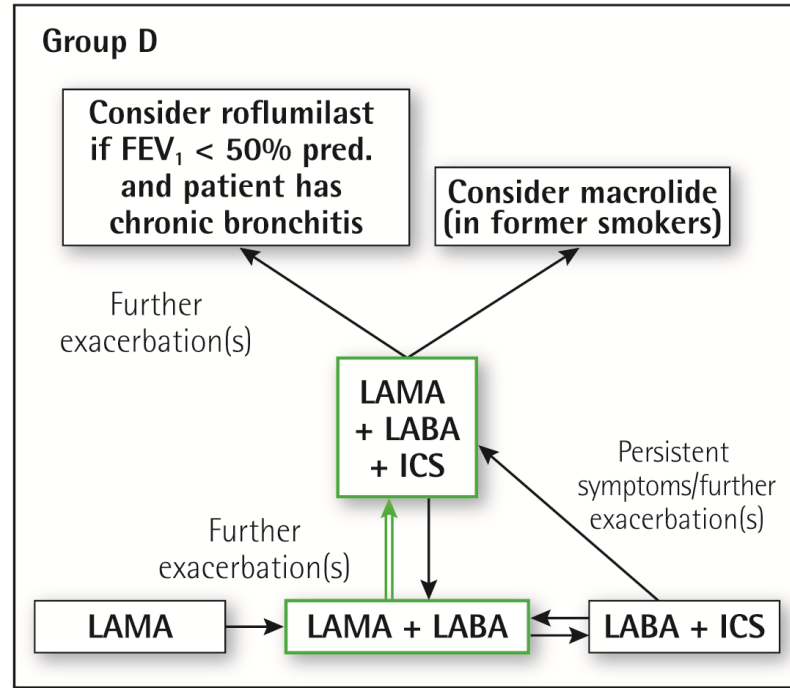 Group D
Consider roflumilast
if FEV₁ < 50% pred.
and patient has
chronic bronchitis
Consider macrolide
(in former smokers)
Further
exacerbation(s)
LAMA
+ LABA
+ ICS
Persistent
symptoms/further
exacerbation(s)
Further
exacerbation(s)
LAMA
LAMA + LABA
LABA + ICS